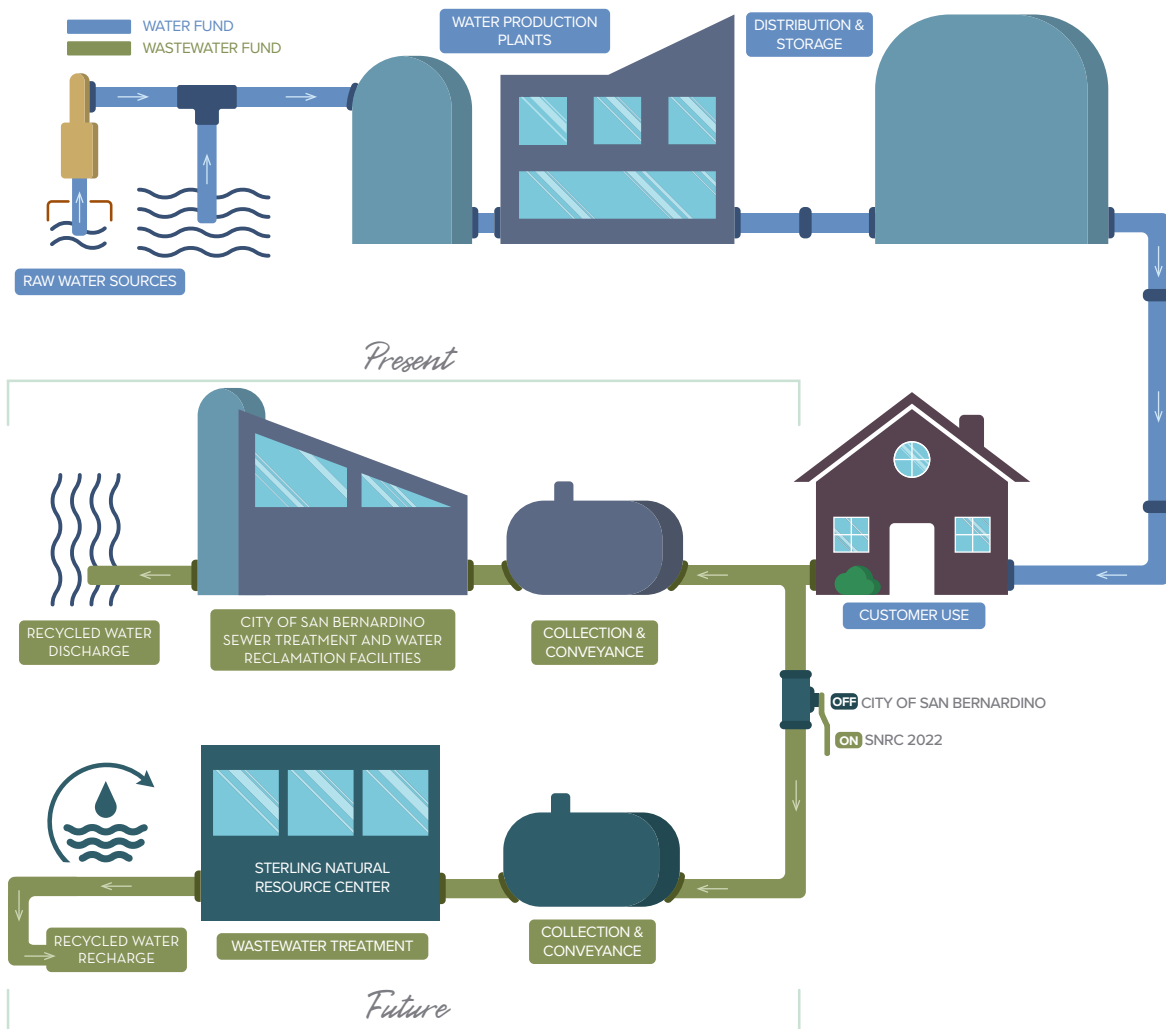 WATER FUND
WASTEWATER FUND
WATER PRODUCTION
PLANTS
DISTRIBUTION &
STORAGE
RAW WATER SOURCES
Present
RECYCLED WATER
DISCHARGE
CITY OF SAN BERNARDINO
SEWER TREATMENT AND WATER
RECLAMATION FACILITIES
COLLECTION &
CONVEYANCE
CUSTOMER USE
OFF CITY OF SAN BERNARDINO
ON SNRC 2022
STERLING NATURAL
RESOURCE CENTER
RECYCLED WATER
RECHARGE
WASTEWATER TREATMENT
COLLECTION &
CONVEYANCE
Future